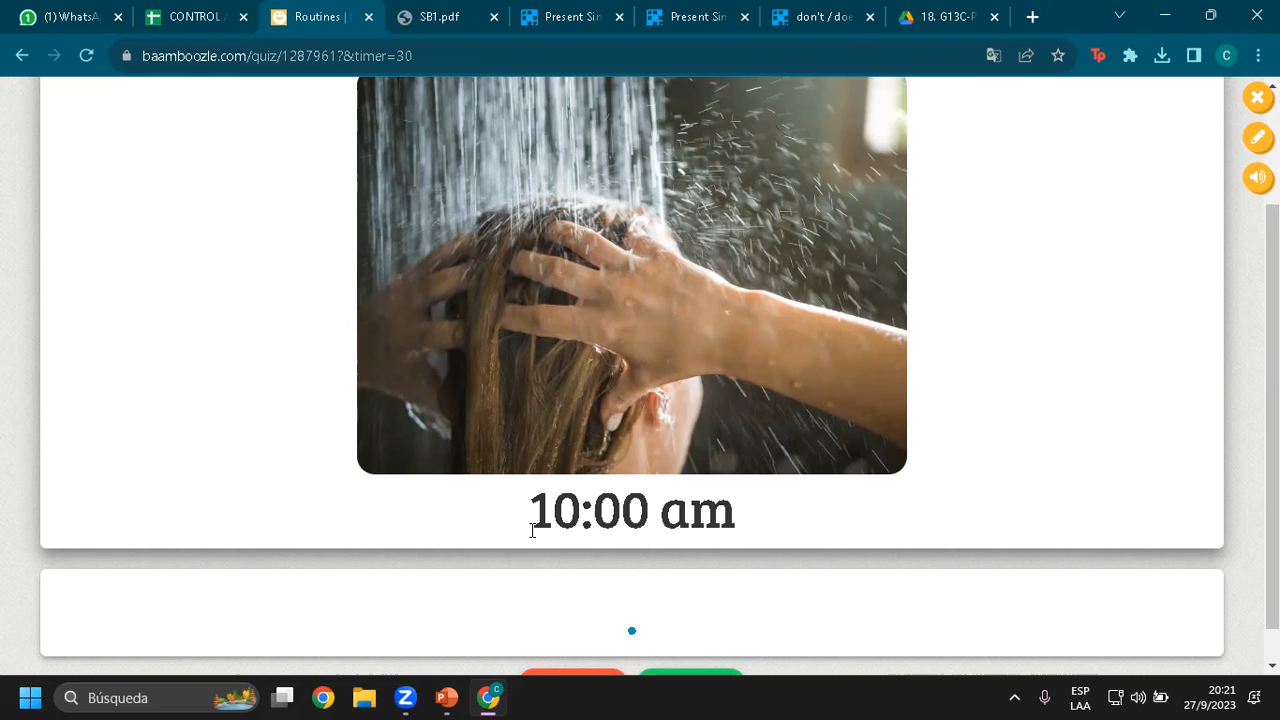 (1) WhatsA
CONTROL A
Routines |
SB1.pdf
Present Sin
Present Sin
don't / doe
18. G13C-P
baamboozle.com/quiz/1287961?&timer=30
Tp
C
10:00 am
Búsqueda
C
ESP
LAA
20:21
27/9/2023